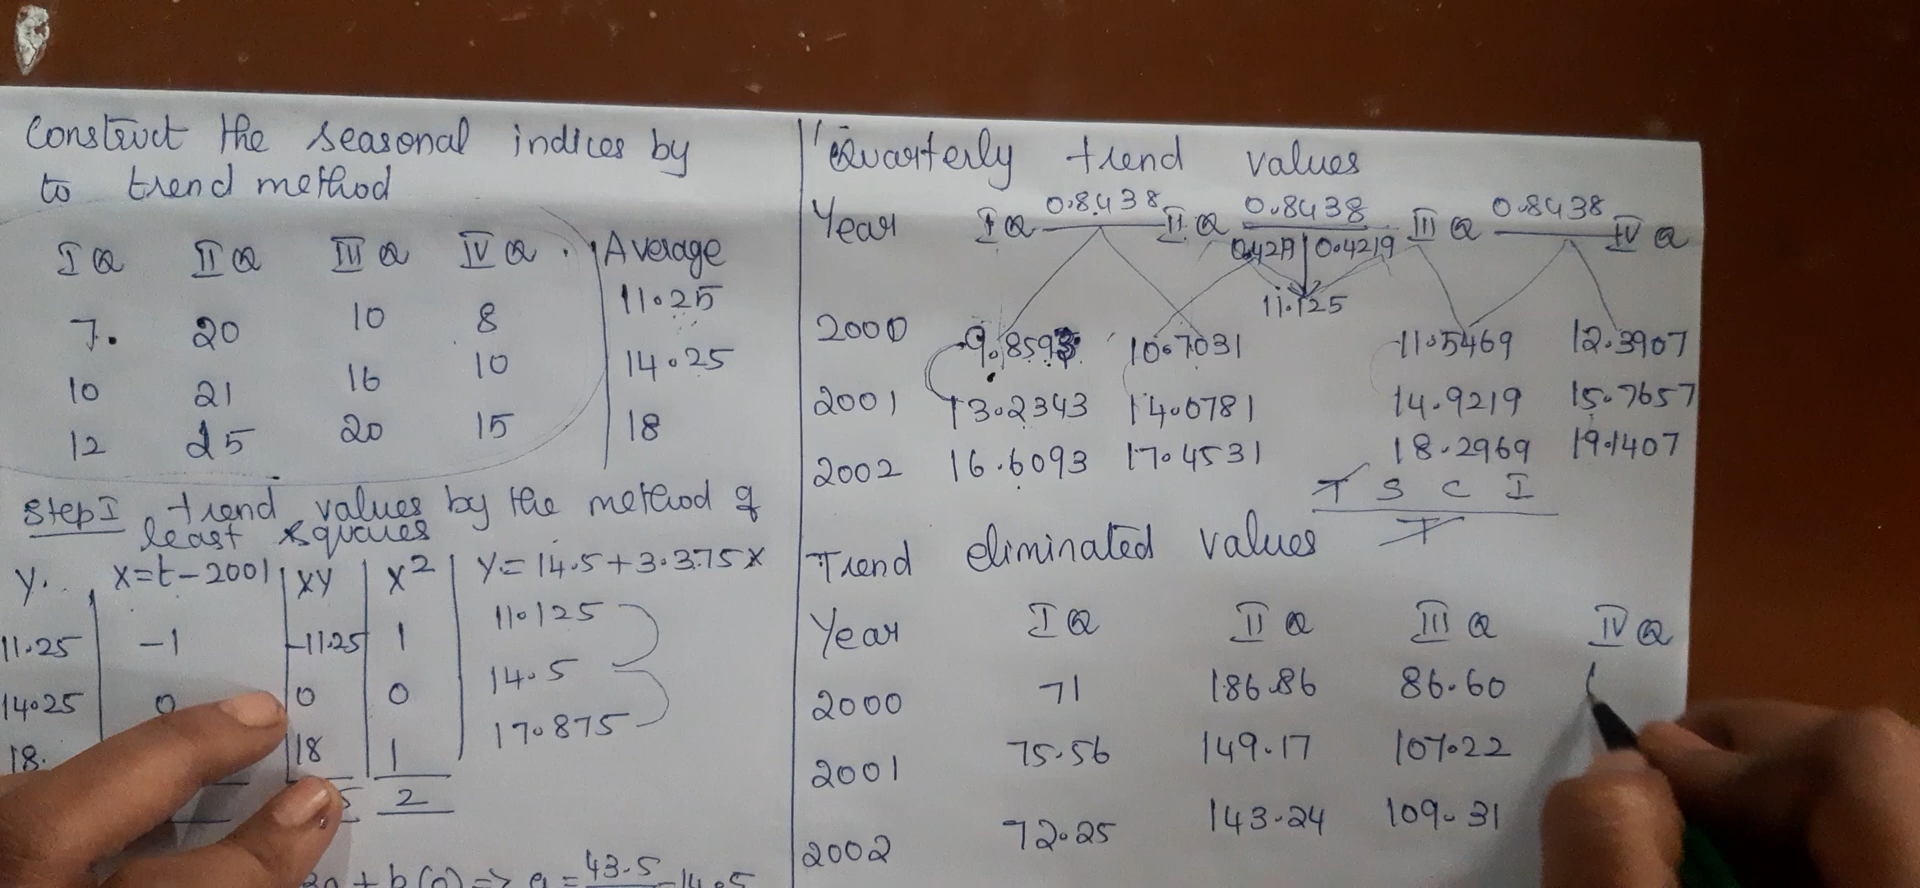 Construct the seasonal indices by
to trend method
I Q II Q III Q IV Q . Average
7. 20 10 8 11.25
10 21 16 10 14.25
12 25 20 15 18
Step I trend values by the method of
least squares
Y. X=t-2001 XY X² Y=14.5+3.375X
11.25 -1 -11.25 1 11.125
14.25 0 0 0 14.5
18. 18 1 17.875
5 2
+ b(0) => a = 43.5 14.5
Quarterly trend values
Year I Q 0.8438 II Q 0.8438 III Q 0.8438 IV Q
0.4219 0.4219
11.125
2000 9.8593 10.7031 11.5469 12.3907
2001 13.2343 14.0781 14.9219 15.7657
2002 16.6093 17.4531 18.2969 19.1407
T S C I
T
Trend eliminated values
Year I Q II Q III Q IV Q
2000 71 186.86 86.60
2001 75.56 149.17 107.22
2002 72.25 143.24 109.31